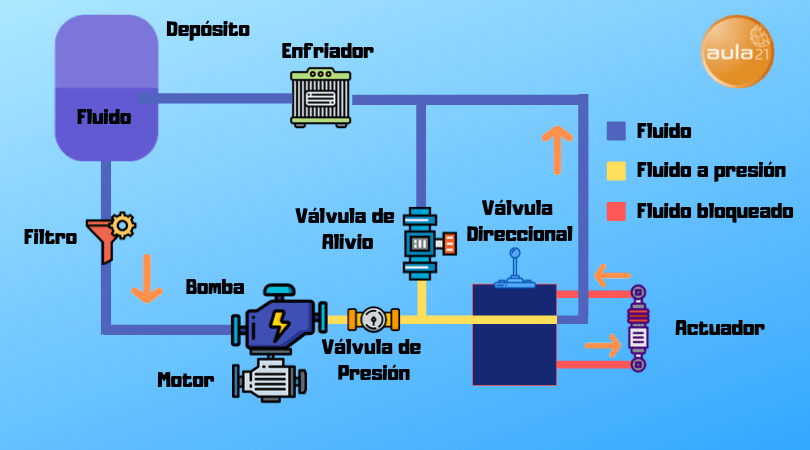 Depósito
aula21
Enfriador
Fluido
Fluido
Fluido a presión
Fluido bloqueado
Filtro
Válvula de
Alivio
Válvula
Direccional
Bomba
Motor
Válvula de
Presión
Actuador